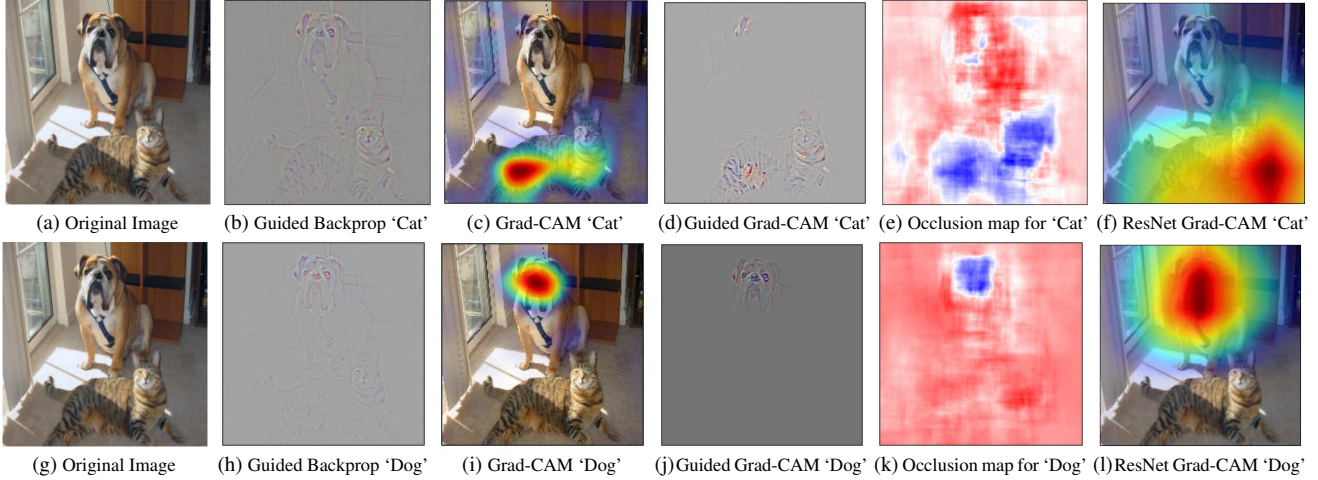 (a) Original Image (b) Guided Backprop ‘Cat’ (c) Grad-CAM ‘Cat’ (d) Guided Grad-CAM ‘Cat’ (e) Occlusion map for ‘Cat’ (f) ResNet Grad-CAM ‘Cat’
(g) Original Image (h) Guided Backprop ‘Dog’ (i) Grad-CAM ‘Dog’ (j) Guided Grad-CAM ‘Dog’ (k) Occlusion map for ‘Dog’ (l) ResNet Grad-CAM ‘Dog’